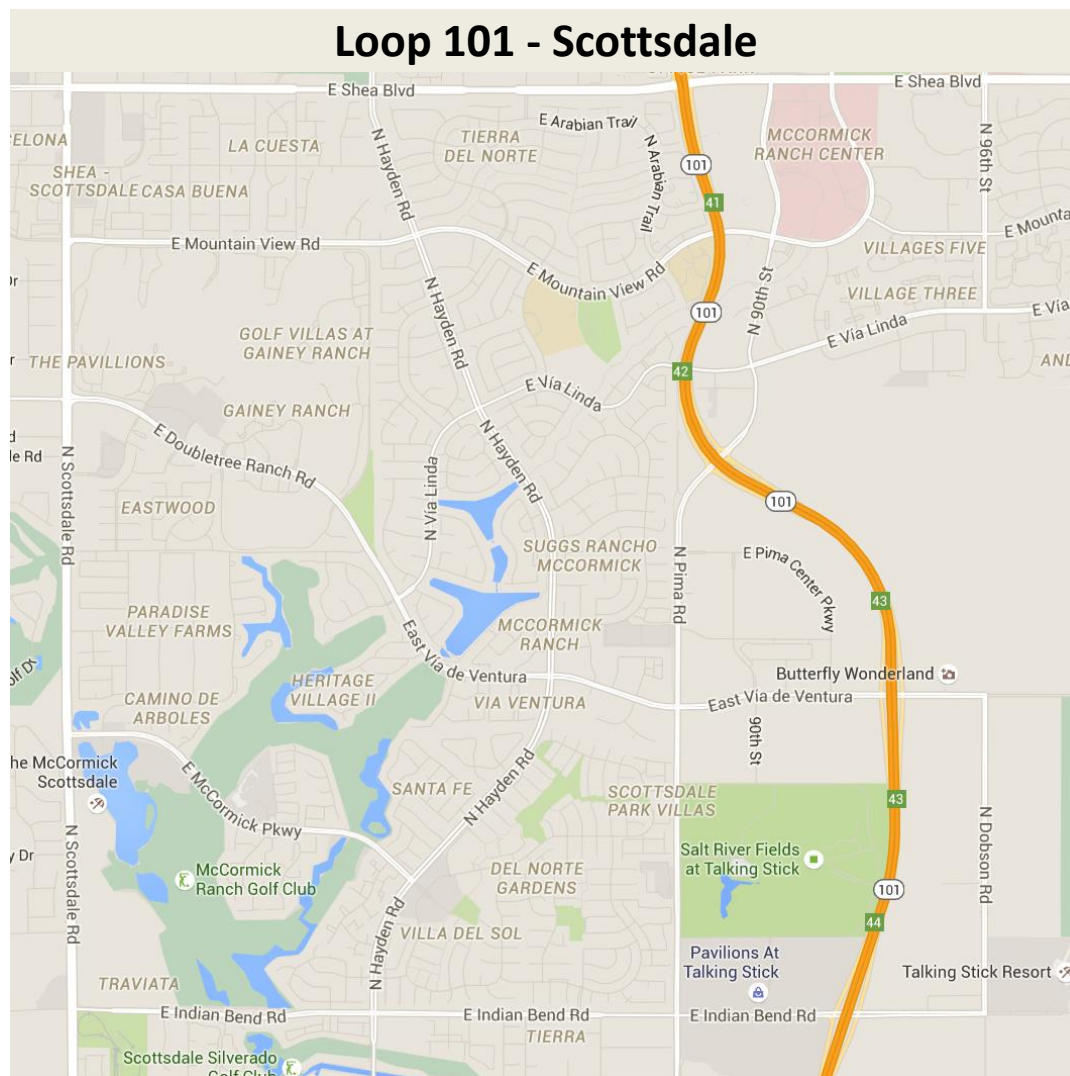 Loop 101 - Scottsdale
E Shea Blvd
E Shea Blvd
E Arabian Trail
N Arabian Trail
N Hayden Rd
TIERRA
DEL NORTE
LA CUESTA
MCCORMICK
RANCH CENTER
101
N 96th St
SHEA -
SCOTTSDALE
CASA BUENA
41
E Mountain View Rd
VILLAGES FIVE
E Mountain View Rd
N Hayden Rd
N 90th St
VILLAGE THREE
101
E Vía Linda
GOLF VILLAS AT
GAINEY RANCH
THE PAVILLIONS
42
E Vía Linda
GAINEY RANCH
E Doubletree Ranch Rd
N Hayden Rd
N Scottsdale Rd
N Vía Linda
101
EASTWOOD
SUGGS RANCHO
MCCORMICK
N Pima Rd
E Pima Center Pkwy
43
PARADISE
VALLEY FARMS
MCCORMICK
RANCH
East Vía de Ventura
Butterfly Wonderland
HERITAGE
VILLAGE II
CAMINO DE
ARBOLES
VIA VENTURA
East Vía de Ventura
90th St
McCormick
Scottsdale
E McCormick Pkwy
SANTA FE
N Hayden Rd
SCOTTSDALE
PARK VILLAS
43
N Scottsdale Rd
N Dobson Rd
McCormick
Ranch Golf Club
DEL NORTE
GARDENS
Salt River Fields
at Talking Stick
101
N Hayden Rd
VILLA DEL SOL
44
Pavilions At
Talking Stick
Talking Stick Resort
TRAVIATA
E Indian Bend Rd
E Indian Bend Rd
E Indian Bend Rd
TIERRA
Scottsdale Silverado
Golf Club